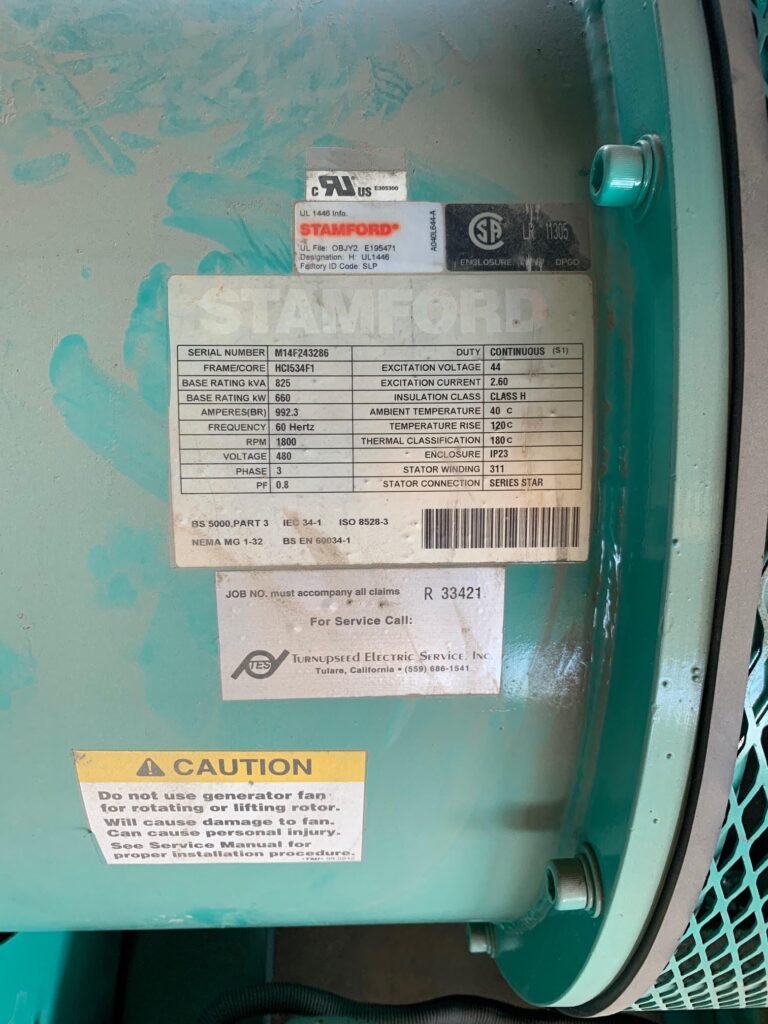 c RU US E305300
UL 1446 Info.
STAMFORD®
UL File: OBJY2 E195471
Designation: H: UL1446
Factory ID Code: SLP
A040L644-A
SA LR 11305
ENCLOSURE DPGD
STAMFORD
SERIAL NUMBER M14F243286 DUTY CONTINUOUS (S1)
FRAME/CORE HCI534F1 EXCITATION VOLTAGE 44
BASE RATING kVA 825 EXCITATION CURRENT 2.60
BASE RATING kW 660 INSULATION CLASS CLASS H
AMPERES(BR) 992.3 AMBIENT TEMPERATURE 40 C
FREQUENCY 60 Hertz TEMPERATURE RISE 120 C
RPM 1800 THERMAL CLASSIFICATION 180 C
VOLTAGE 480 ENCLOSURE IP23
PHASE 3 STATOR WINDING 311
PF 0.8 STATOR CONNECTION SERIES STAR
BS 5000,PART 3 IEC 34-1 ISO 8528-3
NEMA MG 1-32 BS EN 60034-1
JOB NO. must accompany all claims R 33421
For Service Call:
TES TURNUPSEED ELECTRIC SERVICE, INC.
Tulare, California • (559) 686-1541
⚠ CAUTION
Do not use generator fan
for rotating or lifting rotor.
Will cause damage to fan.
Can cause personal injury.
See Service Manual for
proper installation procedure.